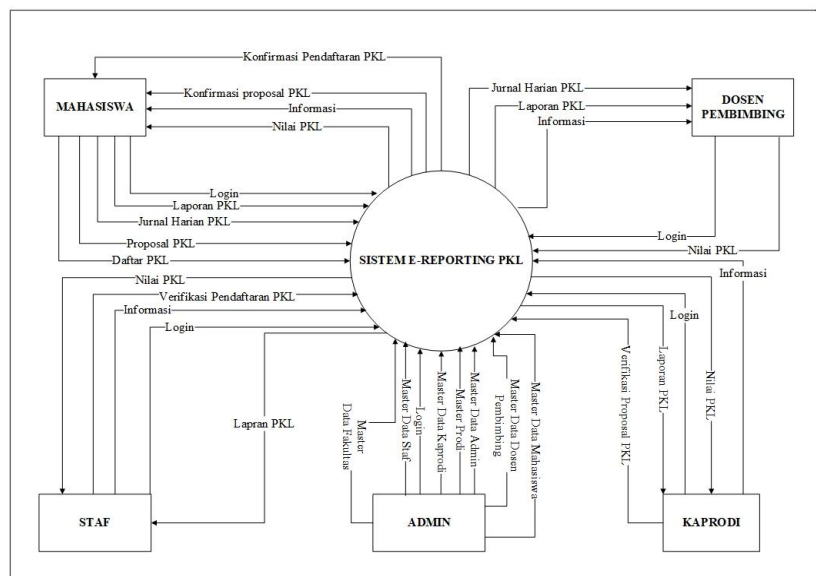 Konfirmasi Pendaftaran PKL
MAHASISWA
Konfirmasi proposal PKL
Informasi
Nilai PKL
Jurnal Harian PKL
Laporan PKL
Informasi
DOSEN
PEMBIMBING
Login
Laporan PKL
Jurnal Harian PKL
Proposal PKL
Daftar PKL
SISTEM E-REPORTING PKL
Login
Nilai PKL
Informasi
Nilai PKL
Verifikasi Pendaftaran PKL
Informasi
Login
Lapran PKL
Master
Data Fakultas
Master Data Staf
Login
Master Data Kaprodi
Master Prodi
Master Data Admin
Master Data Dosen
Pembimbing
Master Data Mahasiswa
Verifikasi Proposal PKL
Laporan PKL
Login
Nilai PKL
STAF
ADMIN
KAPRODI